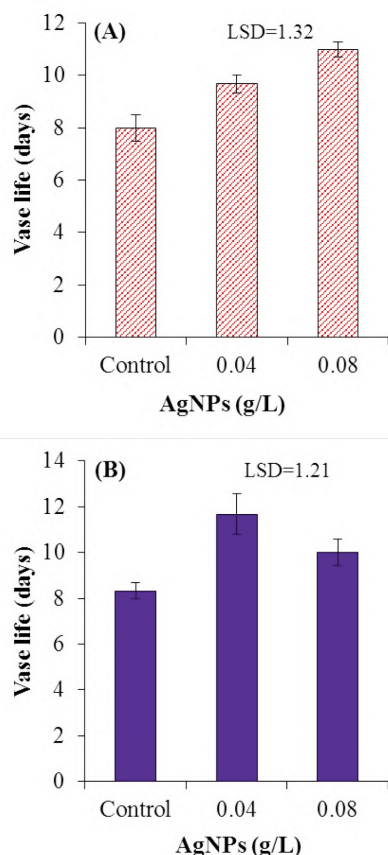 12
(A)
LSD=1.32
10
8
6
4
2
0
Vase life (days)
Control 0.04 0.08
AgNPs (g/L)
14
(B)
LSD=1.21
12
10
8
6
4
2
0
Vase life (days)
Control 0.04 0.08
AgNPs (g/L)